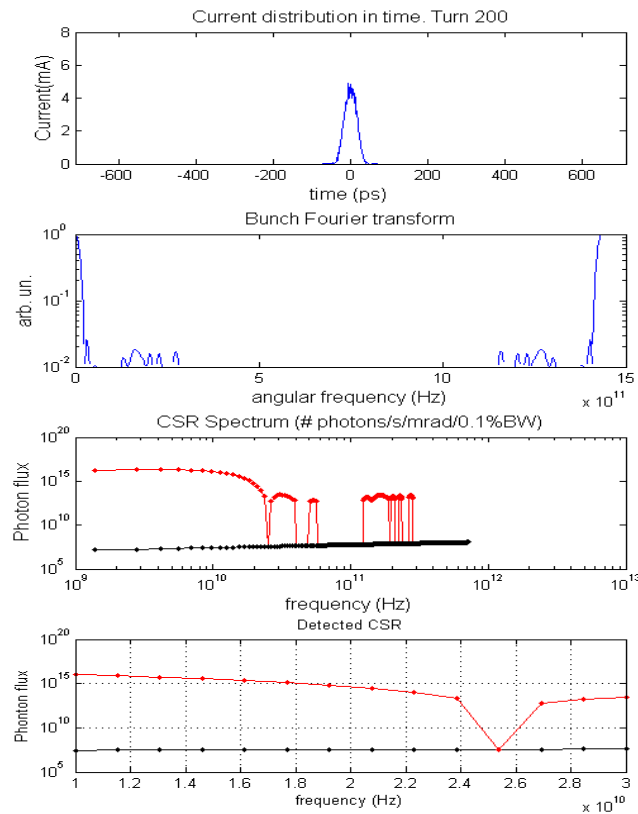 Current distribution in time. Turn 200
8
6
4
2
0
Current(mA)
-600 -400 -200 0 200 400 600
time (ps)
Bunch Fourier transform
10^0
10^-1
10^-2
arb. un.
0 5 10 15
angular frequency (Hz)
x 10^11
CSR Spectrum (# photons/s/mrad/0.1%BW)
10^20
10^15
10^10
10^5
Photon flux
10^9 10^10 10^11 10^12 10^13
frequency (Hz)
Detected CSR
10^20
10^15
10^10
10^5
Phonton flux
1 1.2 1.4 1.6 1.8 2 2.2 2.4 2.6 2.8 3
frequency (Hz)
x 10^10